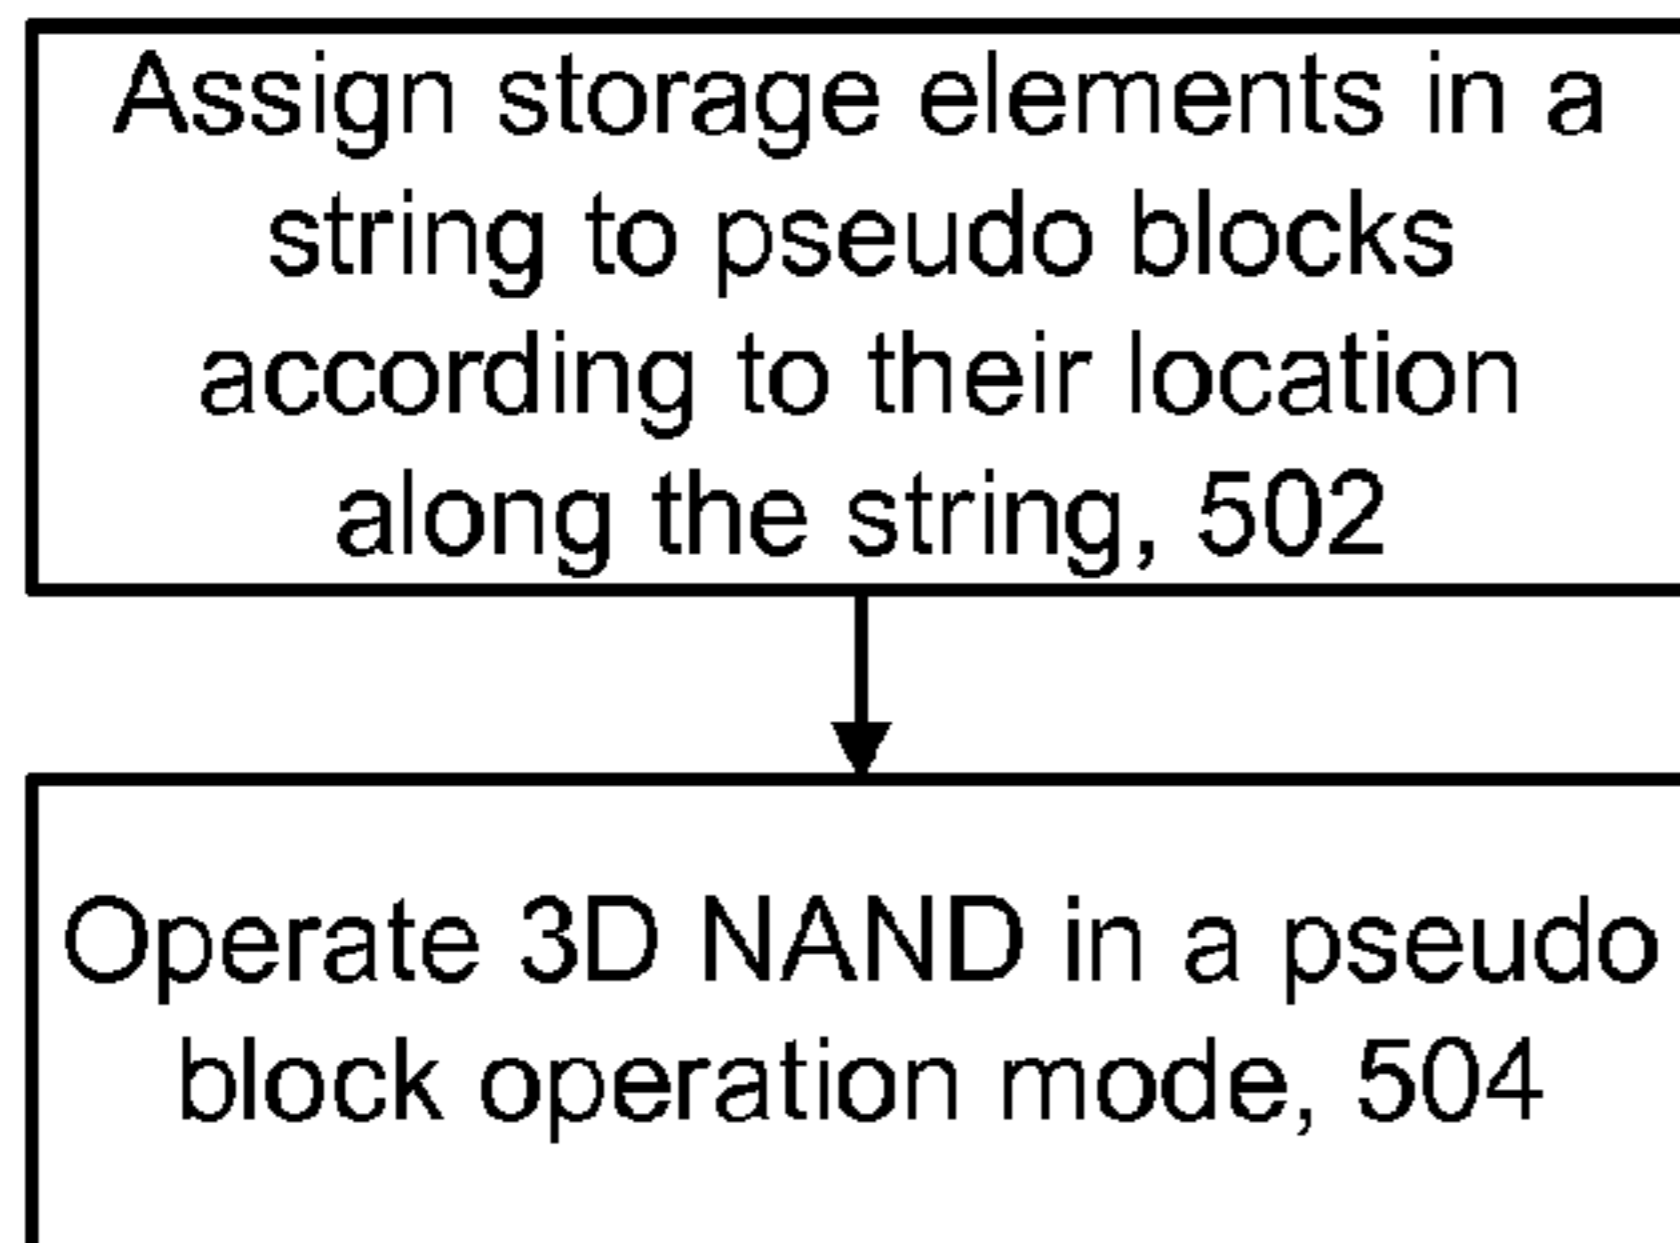 Assign storage elements in a
string to pseudo blocks
according to their location
along the string, 502
Operate 3D NAND in a pseudo
block operation mode, 504